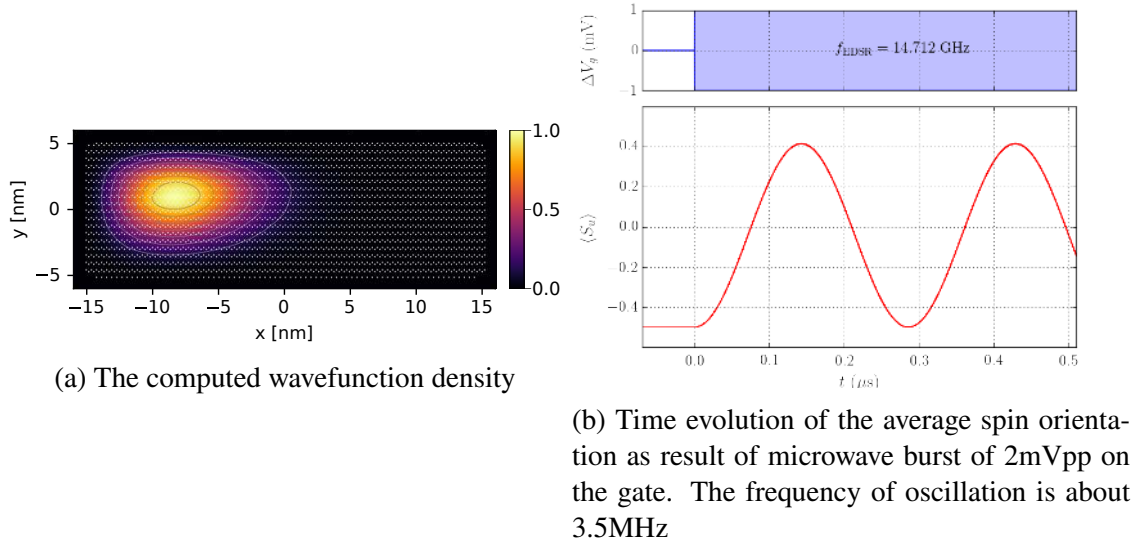 5
0
−5
y [nm]
−15 −10 −5 0 5 10 15
x [nm]
1.0
0.5
0.0
(a) The computed wavefunction density
1
0
−1
ΔV_g (mV)
f_EDSR = 14.712 GHz
0.4
0.2
0.0
−0.2
−0.4
0.0 0.1 0.2 0.3 0.4 0.5
t (μs)
(b) Time evolution of the average spin orienta-
tion as result of microwave burst of 2mVpp on
the gate. The frequency of oscillation is about
3.5MHz